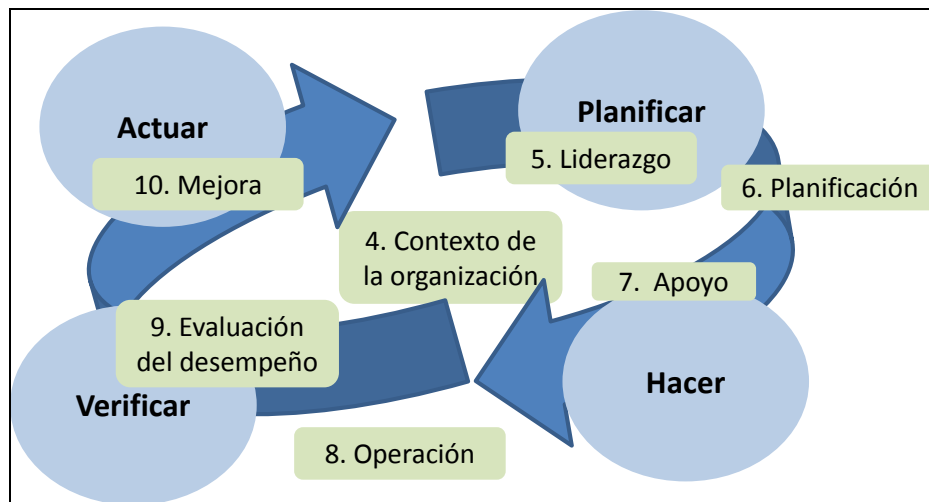 Actuar
10. Mejora
Planificar
5. Liderazgo
6. Planificación
4. Contexto de
la organización
7. Apoyo
Hacer
9. Evaluación
del desempeño
Verificar
8. Operación